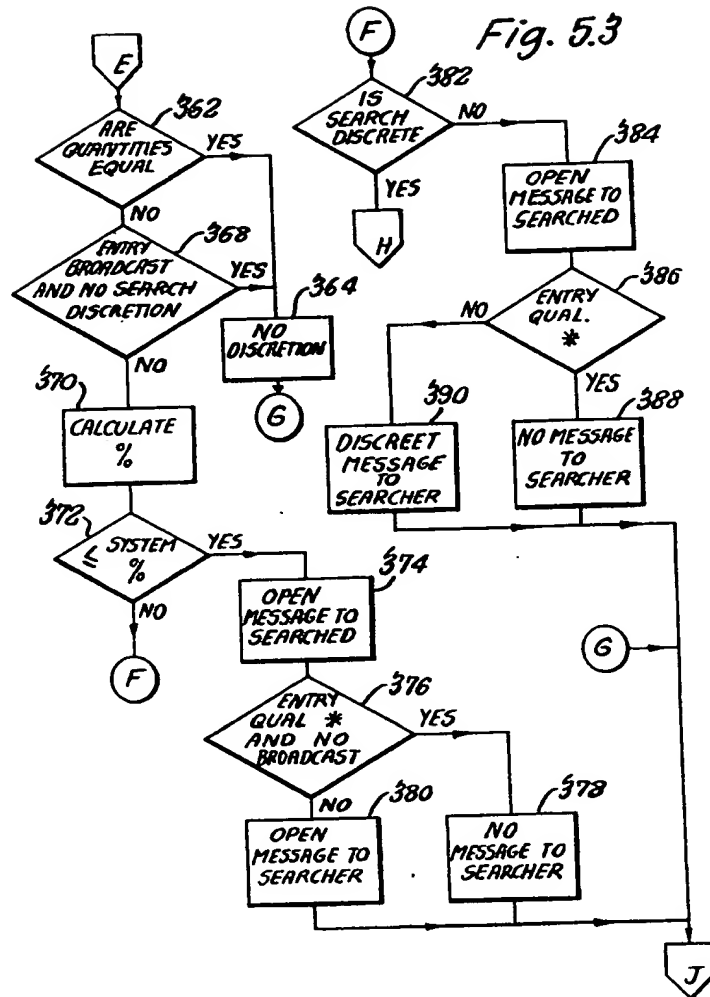 Fig. 5.3
E
362
ARE
QUANTITIES
EQUAL
YES
NO
368
ENTRY
BROADCAST
AND NO SEARCH
DISCRETION
YES
NO
364
NO
DISCRETION
G
370
CALCULATE
%
372
≤ SYSTEM
%
YES
NO
F
374
OPEN
MESSAGE TO
SEARCHED
376
ENTRY
QUAL *
AND NO
BROADCAST
YES
NO
380
OPEN
MESSAGE TO
SEARCHER
378
NO
MESSAGE TO
SEARCHER
F
382
IS
SEARCH
DISCRETE
NO
YES
H
384
OPEN
MESSAGE TO
SEARCHED
386
ENTRY
QUAL.
*
NO
YES
390
DISCREET
MESSAGE
TO
SEARCHER
388
NO MESSAGE
TO
SEARCHER
G
J